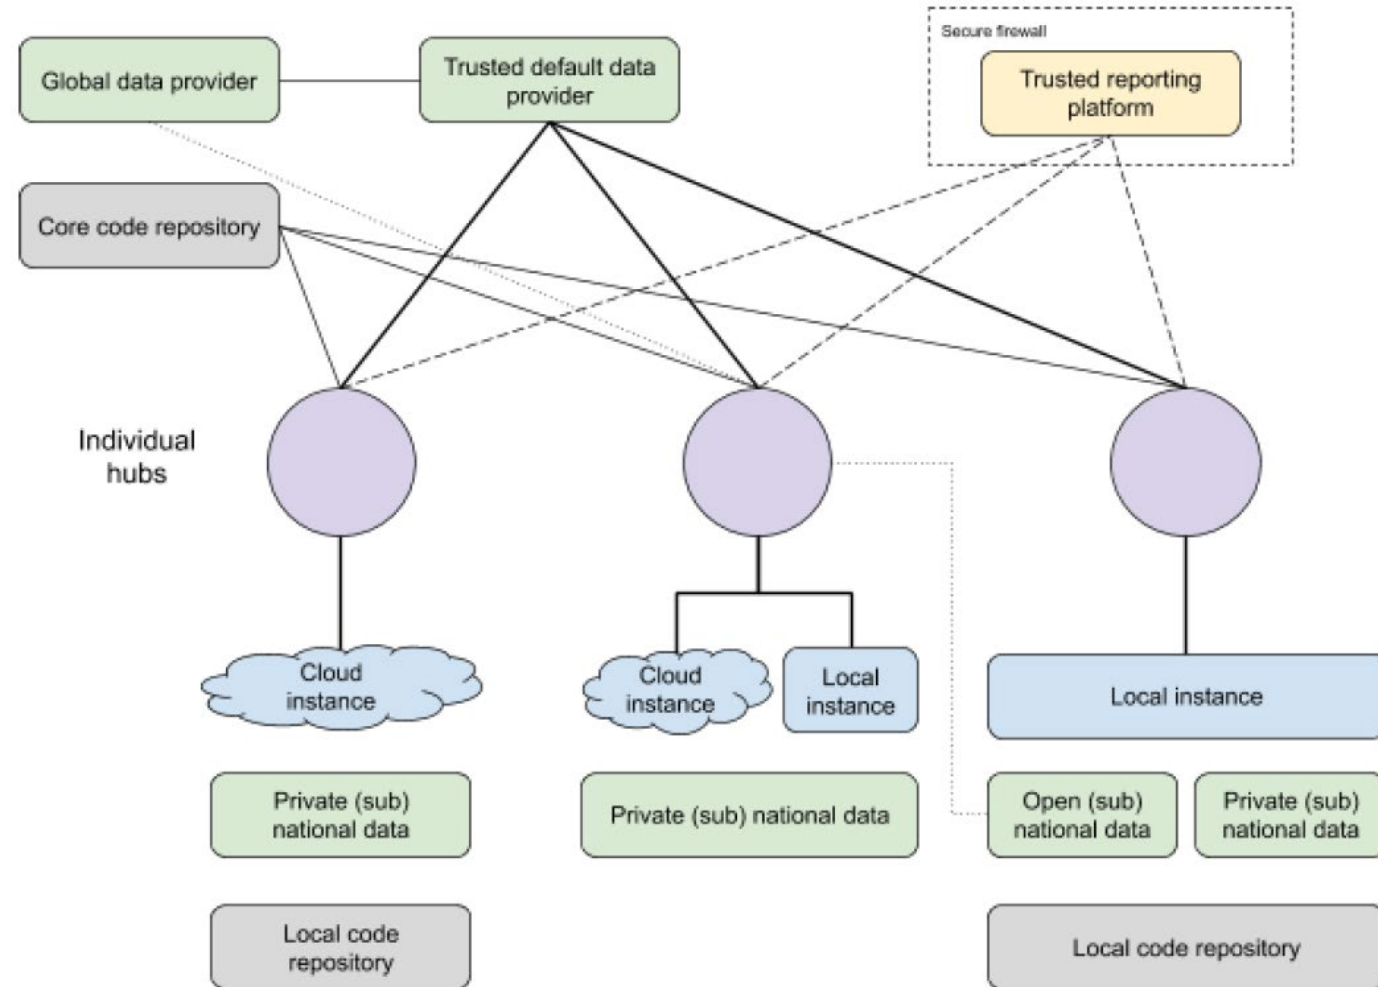 Secure firewall
Global data provider
Trusted default data
provider
Trusted reporting
platform
Core code repository
Individual
hubs
Cloud
instance
Cloud
instance
Local
instance
Local instance
Private (sub)
national data
Private (sub) national data
Open (sub)
national data
Private (sub)
national data
Local code
repository
Local code repository